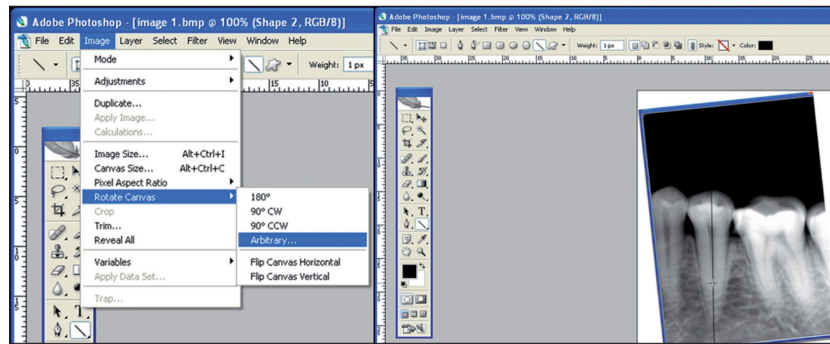 Adobe Photoshop - [image 1.bmp @ 100% (Shape 2, RGB/8)]
File Edit Image Layer Select Filter View Window Help
Weight: 1 px
Mode
Adjustments
Duplicate...
Apply Image...
Calculations...
Image Size... Alt+Ctrl+I
Canvas Size... Alt+Ctrl+C
Pixel Aspect Ratio
Rotate Canvas
Crop
Trim...
Reveal All
Variables
Apply Data Set...
Trap...
180°
90° CW
90° CCW
Arbitrary...
Flip Canvas Horizontal
Flip Canvas Vertical
Adobe Photoshop - [image 1.bmp @ 100% (Shape 2, RGB/8)]
File Edit Image Layer Select Filter View Window Help
Weight: 1 px Style: Color: